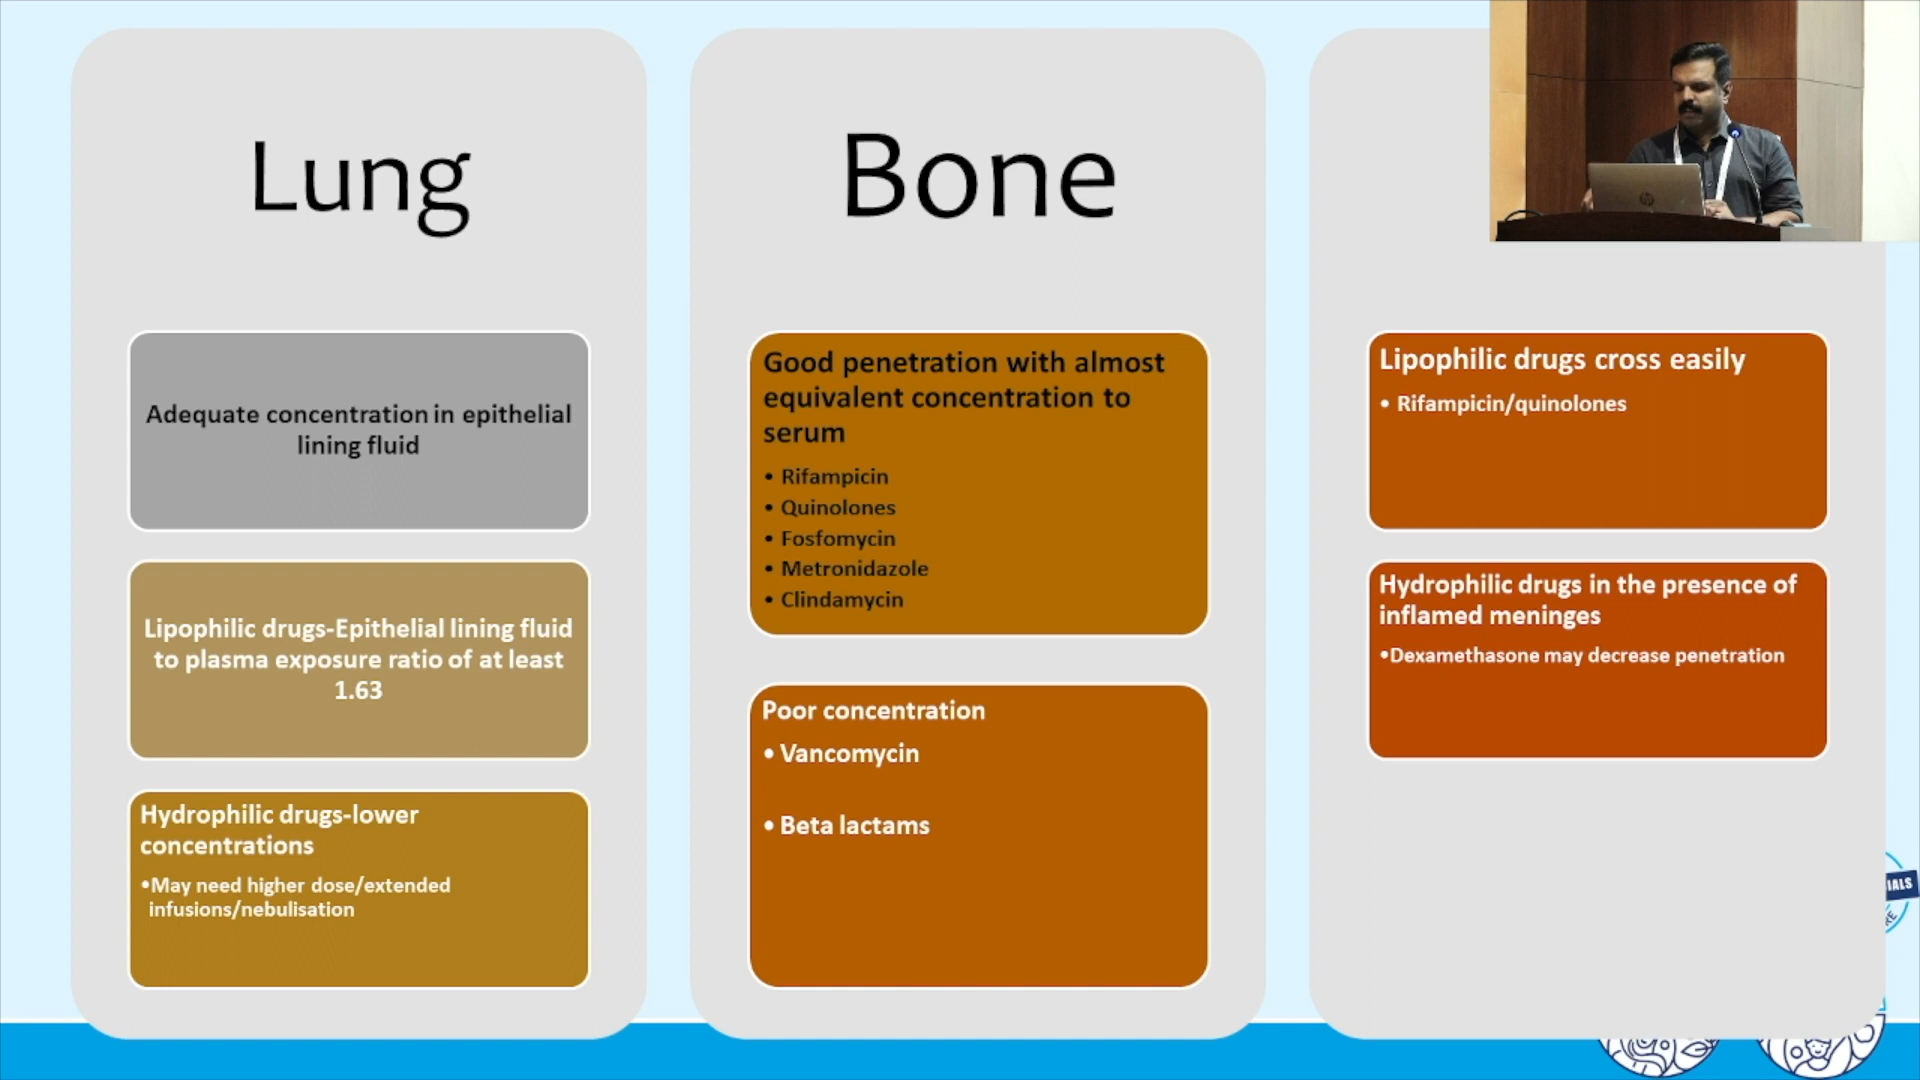 Lung
Adequate concentration in epithelial
lining fluid
Lipophilic drugs-Epithelial lining fluid
to plasma exposure ratio of at least
1.63
Hydrophilic drugs-lower
concentrations
•May need higher dose/extended
infusions/nebulisation
Bone
Good penetration with almost
equivalent concentration to
serum
• Rifampicin
• Quinolones
• Fosfomycin
• Metronidazole
• Clindamycin
Poor concentration
• Vancomycin
• Beta lactams
Lipophilic drugs cross easily
• Rifampicin/quinolones
Hydrophilic drugs in the presence of
inflamed meninges
•Dexamethasone may decrease penetration